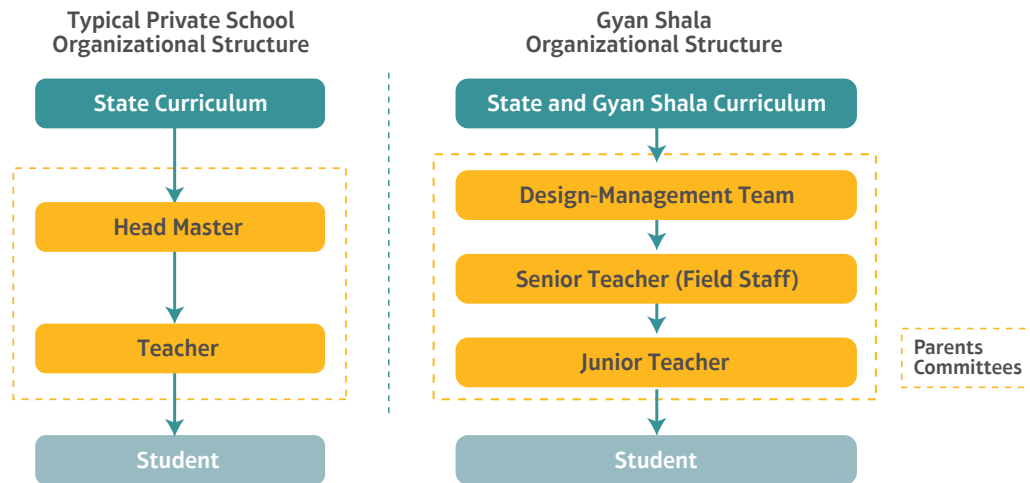 Typical Private School
Organizational Structure
State Curriculum
Head Master
Teacher
Student
Gyan Shala
Organizational Structure
State and Gyan Shala Curriculum
Design-Management Team
Senior Teacher (Field Staff)
Junior Teacher
Student
Parents
Committees